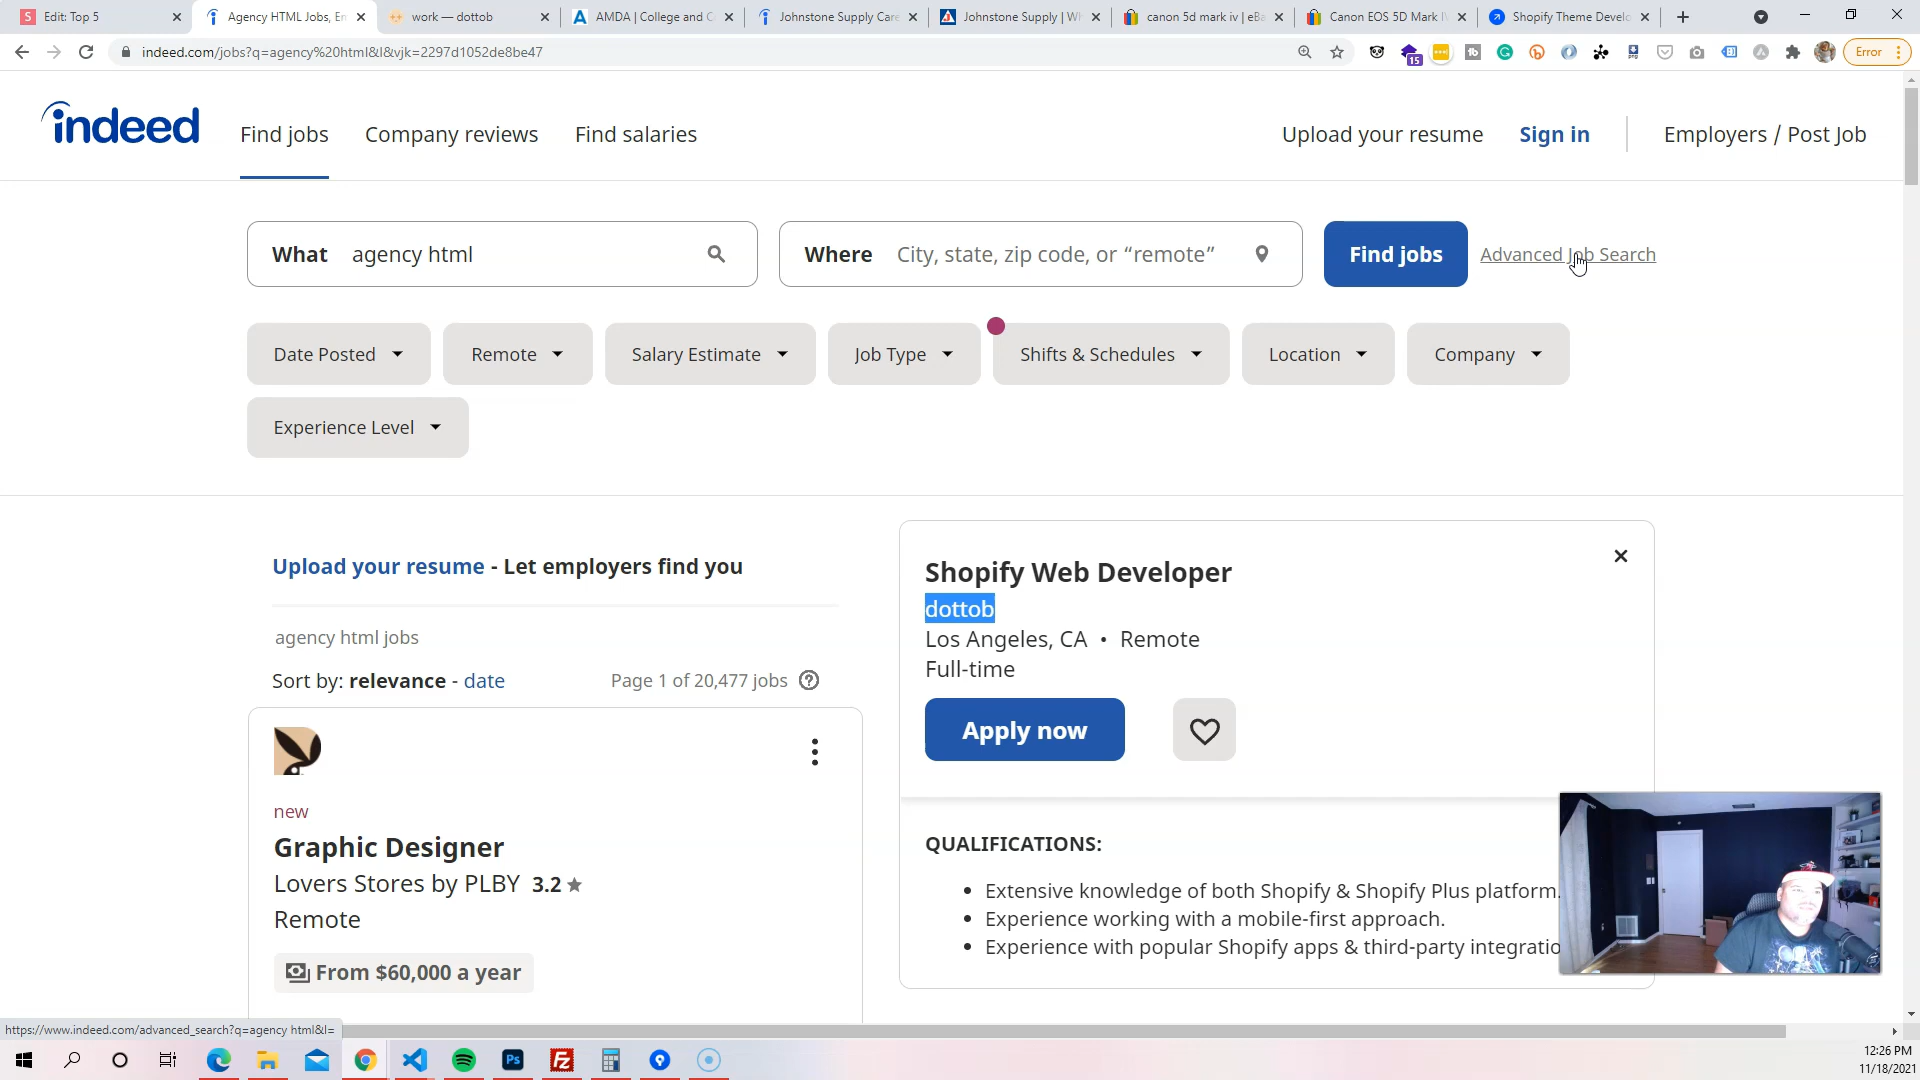 Edit: Top 5
Agency HTML Jobs, En
work — dottob
AMDA | College and C
Johnstone Supply Care
Johnstone Supply | Wh
canon 5d mark iv | eBa
Canon EOS 5D Mark IV
Shopify Theme Develo
indeed.com/jobs?q=agency%20html&l&vjk=2297d1052de8be47
15
Error
indeed
Find jobs
Company reviews
Find salaries
Upload your resume
Sign in
Employers / Post Job
What agency html
Where City, state, zip code, or “remote”
Find jobs
Advanced Job Search
Date Posted
Remote
Salary Estimate
Job Type
Shifts & Schedules
Location
Company
Experience Level
Upload your resume - Let employers find you
agency html jobs
Sort by: relevance - date
Page 1 of 20,477 jobs
new
Graphic Designer
Lovers Stores by PLBY 3.2
Remote
From $60,000 a year
Shopify Web Developer
dottob
Los Angeles, CA • Remote
Full-time
Apply now
QUALIFICATIONS:
• Extensive knowledge of both Shopify & Shopify Plus platform.
• Experience working with a mobile-first approach.
• Experience with popular Shopify apps & third-party integratio
https://www.indeed.com/advanced_search?q=agency html&l=
Ps
12:26 PM
11/18/2021